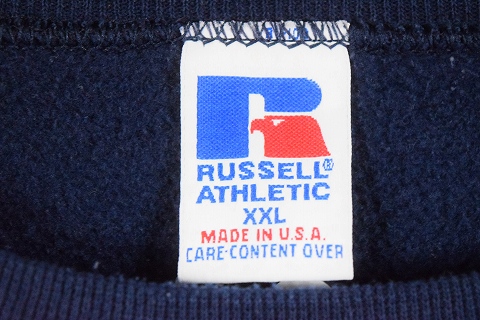 RUSSELL®
ATHLETIC
XXL
MADE IN U.S.A.
CARE-CONTENT OVER